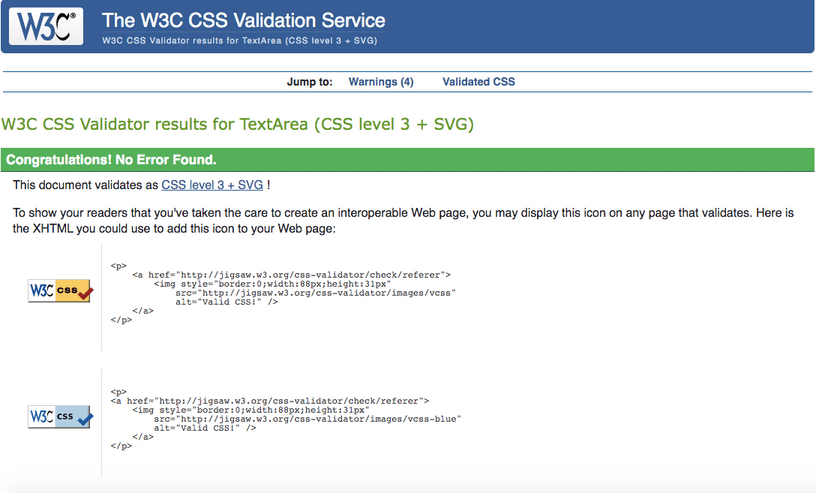 W3C®
The W3C CSS Validation Service
W3C CSS Validator results for TextArea (CSS level 3 + SVG)
Jump to: Warnings (4) Validated CSS
W3C CSS Validator results for TextArea (CSS level 3 + SVG)
Congratulations! No Error Found.
This document validates as CSS level 3 + SVG !
To show your readers that you've taken the care to create an interoperable Web page, you may display this icon on any page that validates. Here is
the XHTML you could use to add this icon to your Web page:
W3C css
<p>
    <a href="http://jigsaw.w3.org/css-validator/check/referer">
        <img style="border:0;width:88px;height:31px"
            src="http://jigsaw.w3.org/css-validator/images/vcss"
            alt="Valid CSS!" />
    </a>
</p>
W3C css
<p>
<a href="http://jigsaw.w3.org/css-validator/check/referer">
    <img style="border:0;width:88px;height:31px"
        src="http://jigsaw.w3.org/css-validator/images/vcss-blue"
        alt="Valid CSS!" />
    </a>
</p>